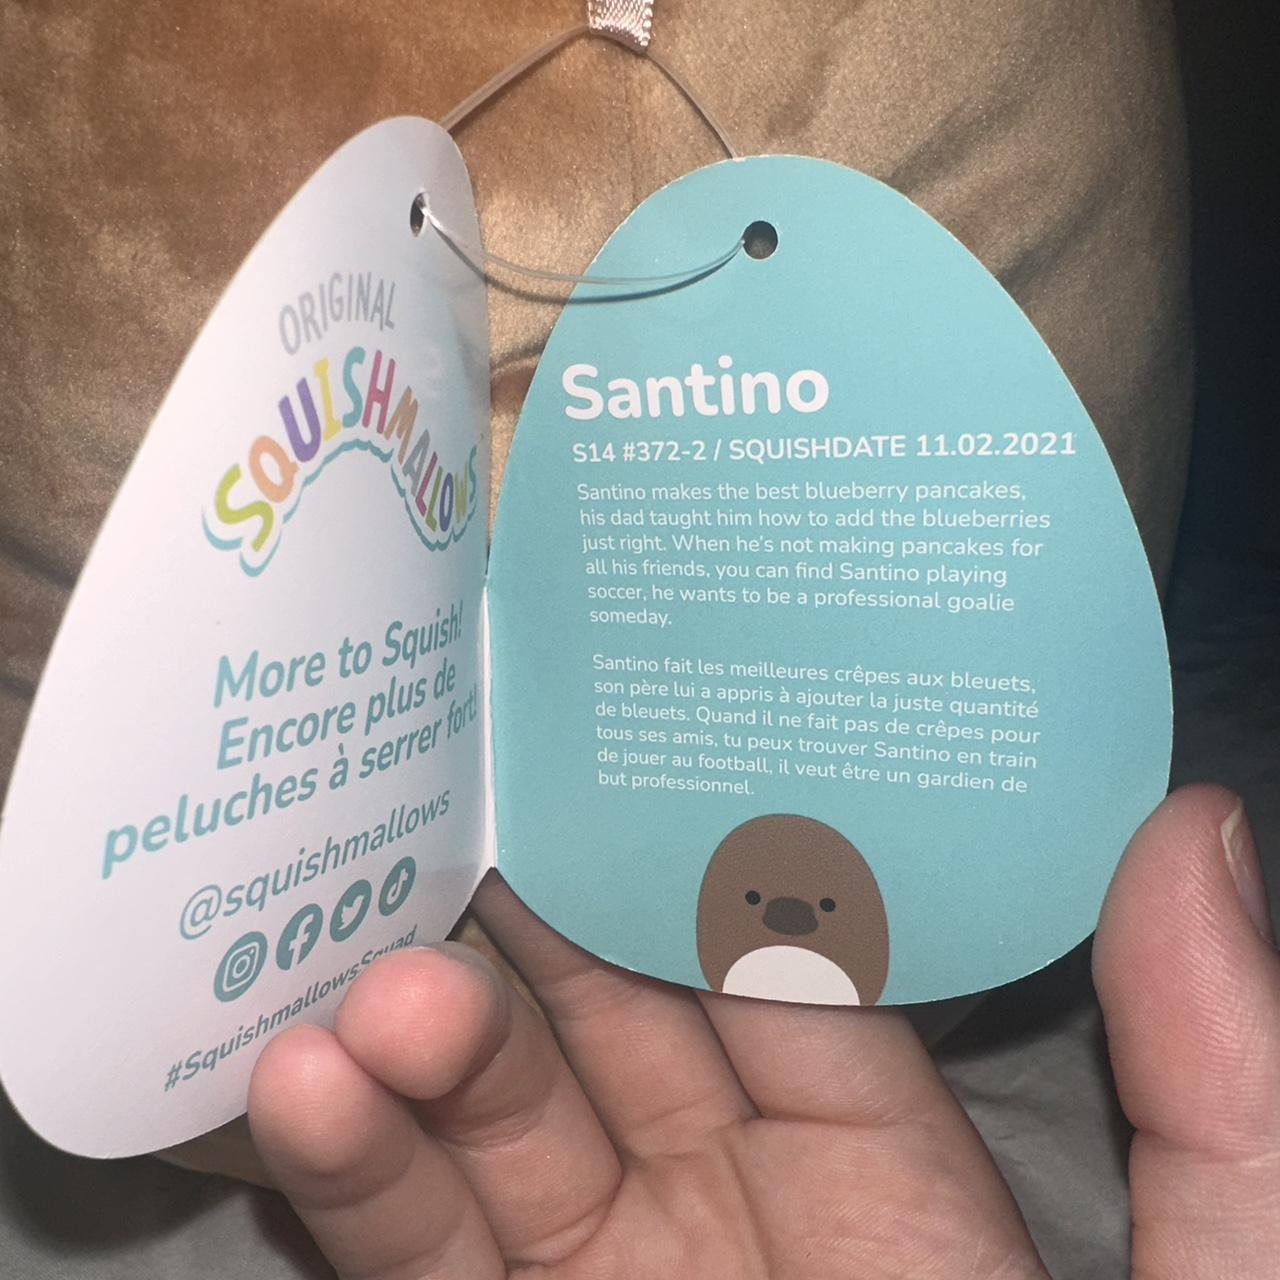 ORIGINAL
SQUISHMALLOWS
More to Squish!
Encore plus de
peluches à serrer fort!
@squishmallows
#SquishmallowsSquad
Santino
S14 #372-2 / SQUISHDATE 11.02.2021
Santino makes the best blueberry pancakes,
his dad taught him how to add the blueberries
just right. When he's not making pancakes for
all his friends, you can find Santino playing
soccer, he wants to be a professional goalie
someday.
Santino fait les meilleures crêpes aux bleuets,
son père lui a appris à ajouter la juste quantité
de bleuets. Quand il ne fait pas de crêpes pour
tous ses amis, tu peux trouver Santino en train
de jouer au football, il veut être un gardien de
but professionnel.